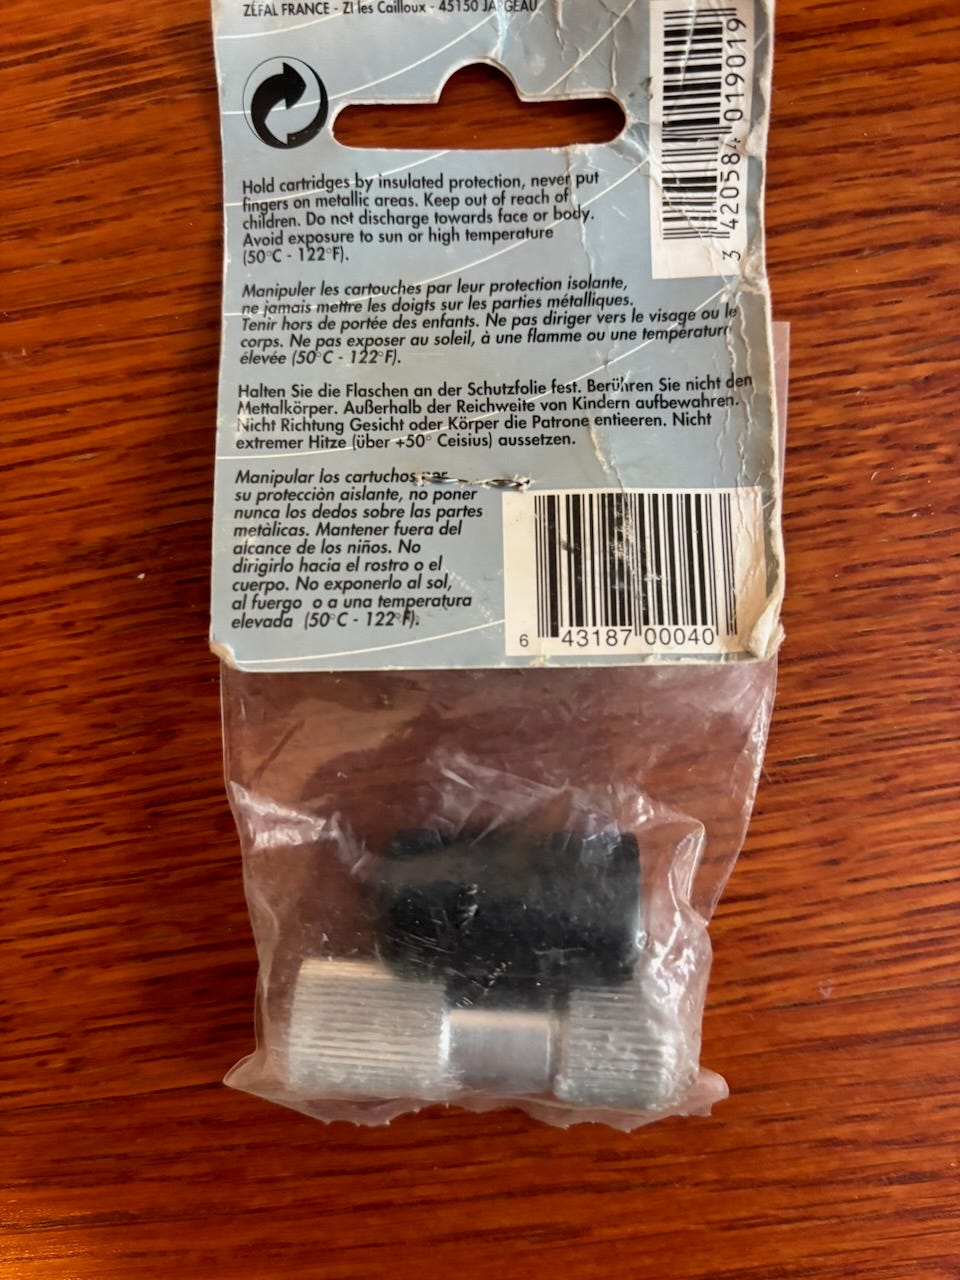 ZÉFAL FRANCE - ZI les Cailloux - 45150 JARGEAU
3 420584 019019
Hold cartridges by insulated protection, never put
fingers on metallic areas. Keep out of reach of
children. Do not discharge towards face or body.
Avoid exposure to sun or high temperature
(50°C - 122°F).
Manipuler les cartouches par leur protection isolante,
ne jamais mettre les doigts sur les parties métalliques.
Tenir hors de portée des enfants. Ne pas diriger vers le visage ou le
corps. Ne pas exposer au soleil, à une flamme ou une température
élevée (50°C - 122°F).
Halten Sie die Flaschen an der Schutzfolie fest. Berühren Sie nicht den
Mettalkörper. Außerhalb der Reichweite von Kindern aufbewahren.
Nicht Richtung Gesicht oder Körper die Patrone entieeren. Nicht
extremer Hitze (über +50° Ceisius) aussetzen.
Manipular los cartuchos por
su protecciòn aislante, no poner
nunca los dedos sobre las partes
metàlicas. Mantener fuera del
alcance de los niños. No
dirigirlo hacia el rostro o el
cuerpo. No exponerlo al sol,
al fuergo o a una temperatura
elevada (50°C - 122°F).
6 43187 00040